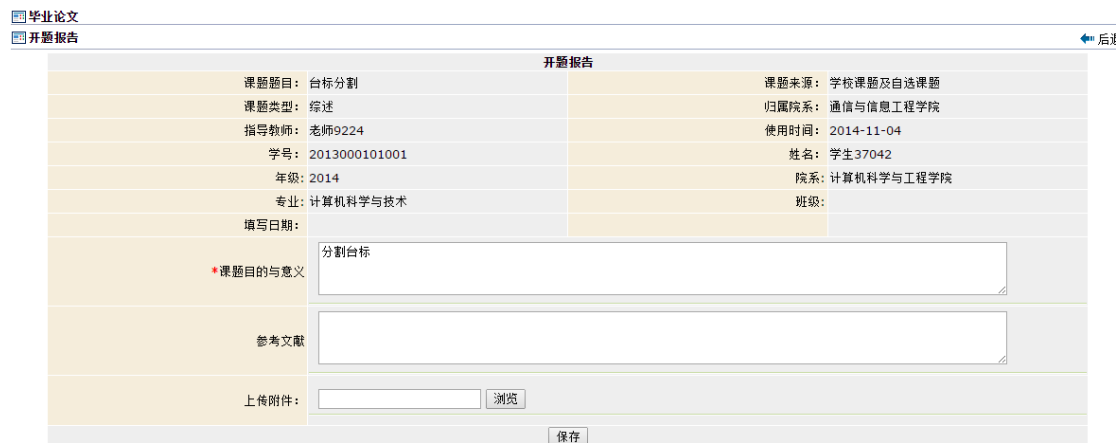 毕业论文
开题报告
后退
开题报告
课题题目： 台标分割 课题来源： 学校课题及自选课题
课题类型： 综述 归属院系： 通信与信息工程学院
指导教师： 老师9224 使用时间： 2014-11-04
学号： 2013000101001 姓名： 学生37042
年级: 2014 院系: 计算机科学与工程学院
专业: 计算机科学与技术 班级:
填写日期：
*课题目的与意义 分割台标
参考文献
上传附件： 浏览
保存